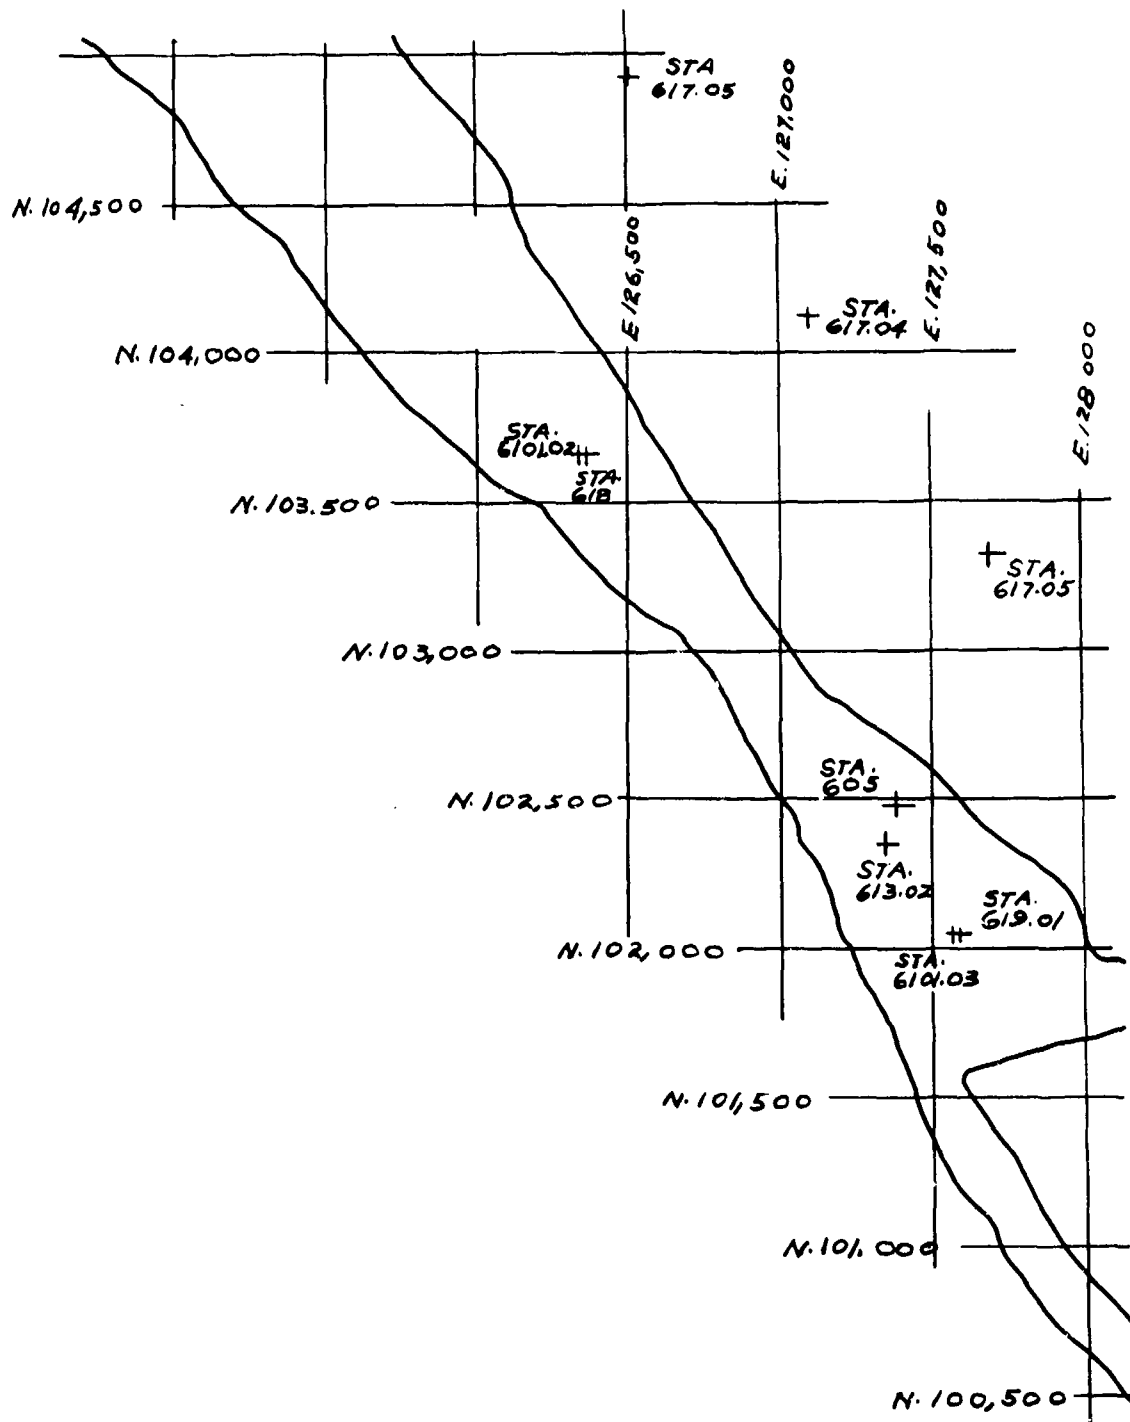 STA
617.05
E. 127,000
N. 104,500
E 126,500
E. 127,500
STA.
617.04
N. 104,000
E. 128 000
STA.
6101.02
STA
618
N. 103.500
STA.
617.05
N. 103,000
STA.
605
N. 102,500
STA.
613.02
STA.
619.01
N. 102,000
STA.
6101.03
N. 101,500
N. 101.000
N. 100,500